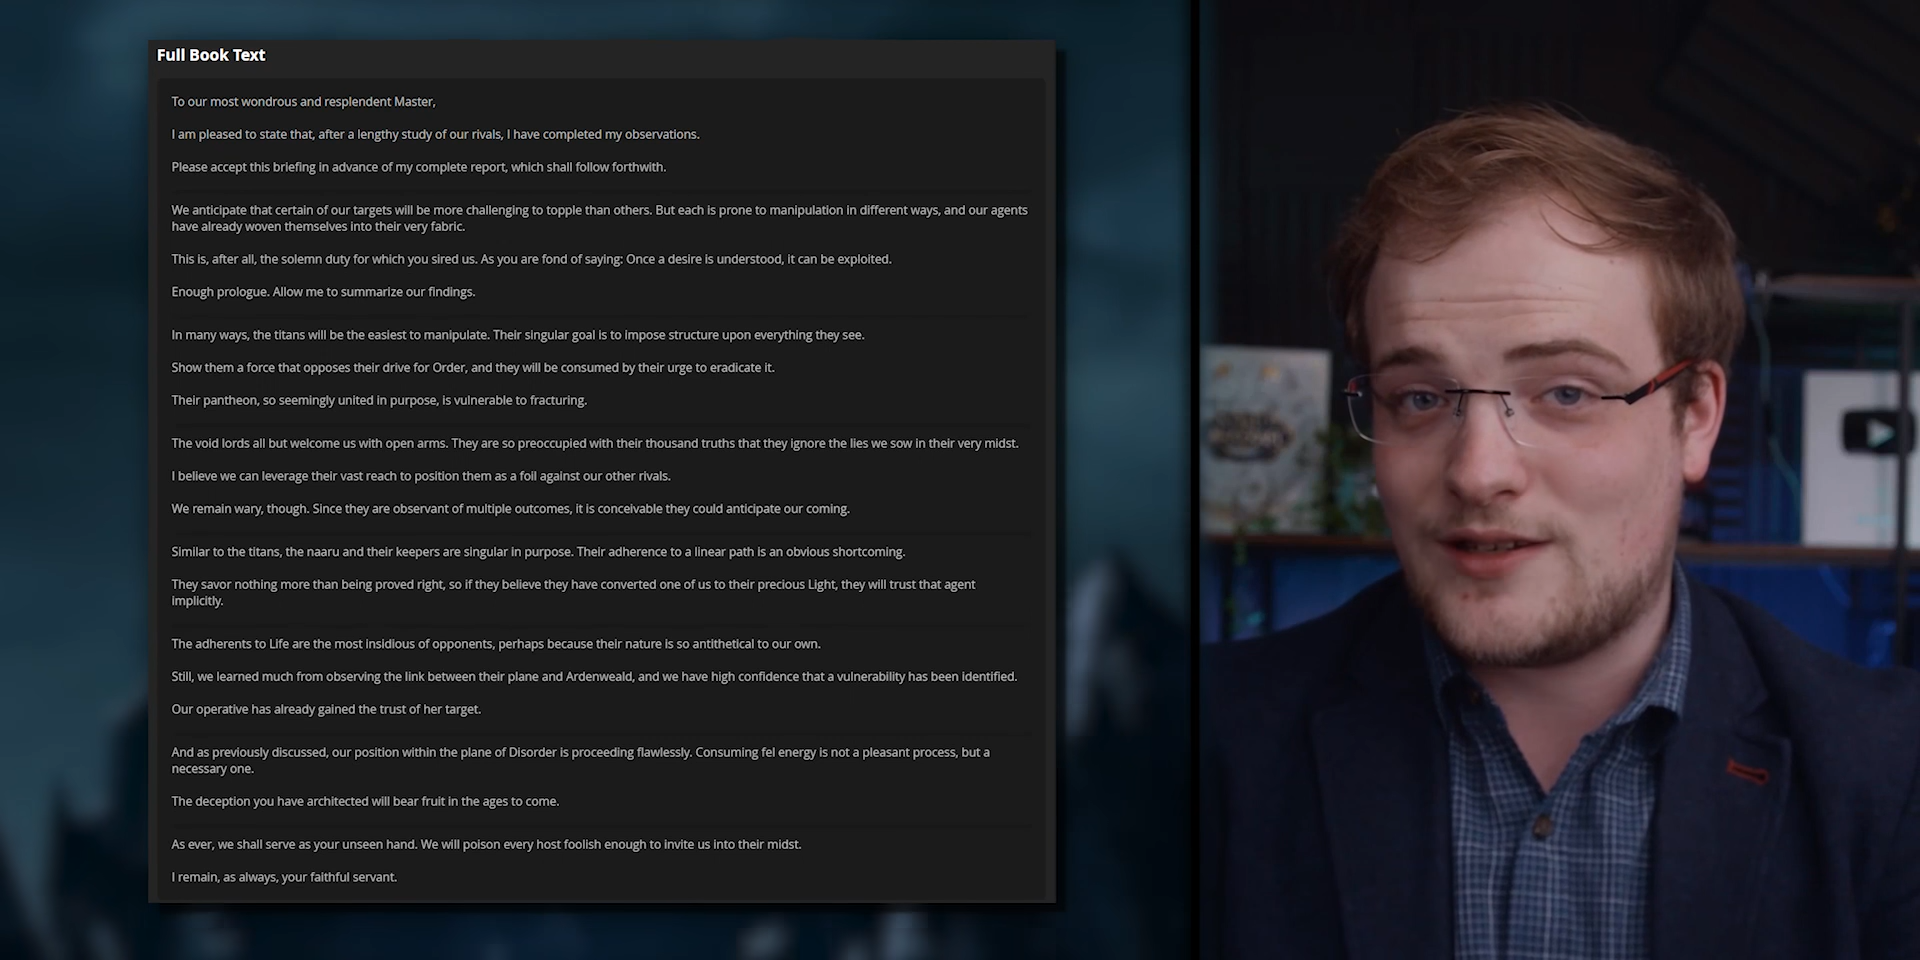 Full Book Text
To our most wondrous and resplendent Master,
I am pleased to state that, after a lengthy study of our rivals, I have completed my observations.
Please accept this briefing in advance of my complete report, which shall follow forthwith.
We anticipate that certain of our targets will be more challenging to topple than others. But each is prone to manipulation in different ways, and our agents
have already woven themselves into their very fabric.
This is, after all, the solemn duty for which you sired us. As you are fond of saying: Once a desire is understood, it can be exploited.
Enough prologue. Allow me to summarize our findings.
In many ways, the titans will be the easiest to manipulate. Their singular goal is to impose structure upon everything they see.
Show them a force that opposes their drive for Order, and they will be consumed by their urge to eradicate it.
Their pantheon, so seemingly united in purpose, is vulnerable to fracturing.
The void lords all but welcome us with open arms. They are so preoccupied with their thousand truths that they ignore the lies we sow in their very midst.
I believe we can leverage their vast reach to position them as a foil against our other rivals.
We remain wary, though. Since they are observant of multiple outcomes, it is conceivable they could anticipate our coming.
Similar to the titans, the naaru and their keepers are singular in purpose. Their adherence to a linear path is an obvious shortcoming.
They savor nothing more than being proved right, so if they believe they have converted one of us to their precious Light, they will trust that agent
implicitly.
The adherents to Life are the most insidious of opponents, perhaps because their nature is so antithetical to our own.
Still, we learned much from observing the link between their plane and Ardenweald, and we have high confidence that a vulnerability has been identified.
Our operative has already gained the trust of her target.
And as previously discussed, our position within the plane of Disorder is proceeding flawlessly. Consuming fel energy is not a pleasant process, but a
necessary one.
The deception you have architected will bear fruit in the ages to come.
As ever, we shall serve as your unseen hand. We will poison every host foolish enough to invite us into their midst.
I remain, as always, your faithful servant.